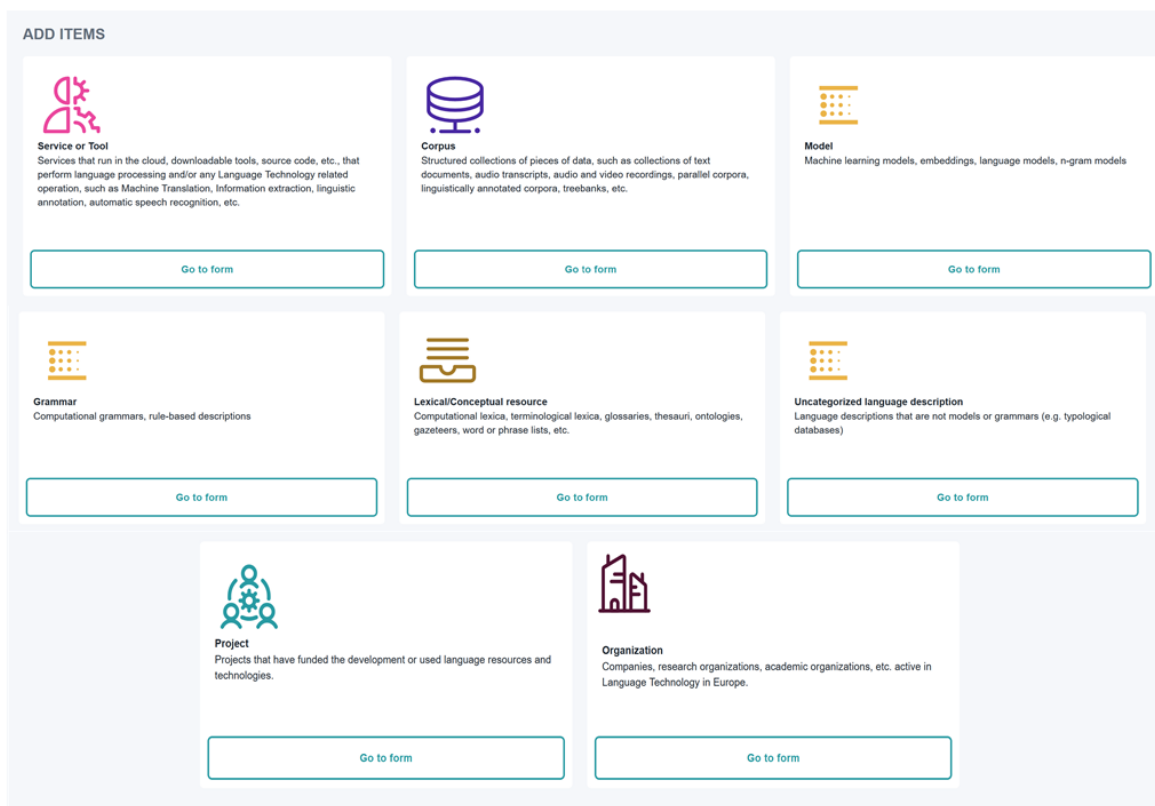 ADD ITEMS
Service or Tool
Services that run in the cloud, downloadable tools, source code, etc., that
perform language processing and/or any Language Technology related
operation, such as Machine Translation, Information extraction, linguistic
annotation, automatic speech recognition, etc.
Go to form
Corpus
Structured collections of pieces of data, such as collections of text
documents, audio transcripts, audio and video recordings, parallel corpora,
linguistically annotated corpora, treebanks, etc.
Go to form
Model
Machine learning models, embeddings, language models, n-gram models
Go to form
Grammar
Computational grammars, rule-based descriptions
Go to form
Lexical/Conceptual resource
Computational lexica, terminological lexica, glossaries, thesauri, ontologies,
gazeteers, word or phrase lists, etc.
Go to form
Uncategorized language description
Language descriptions that are not models or grammars (e.g. typological
databases)
Go to form
Project
Projects that have funded the development or used language resources and
technologies.
Go to form
Organization
Companies, research organizations, academic organizations, etc. active in
Language Technology in Europe.
Go to form